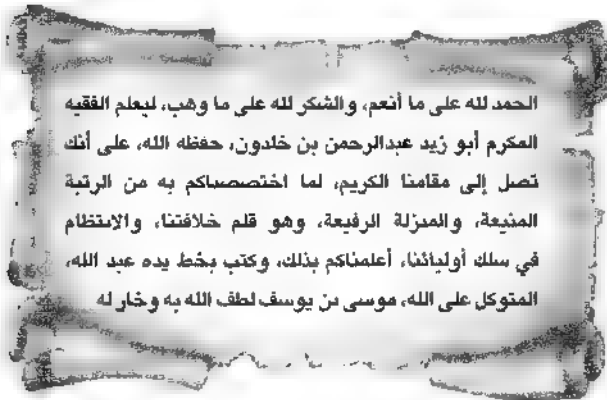 الحمد لله على ما أنعم، والشكر لله على ما وهب، ليعلم الفقيه
المكرم أبو زيد عبدالرحمن بن خلدون، حفظه الله، على أنك
تصل إلى مقامنا الكريم، لما اختصصاكم به من الرتبة
المنيعة، والمنزلة الرفيعة، وهو قلم خلافتنا، والانتظام
في سلك أوليائنا، أعلمناكم بذلك، وكتب بخط يده عبد الله،
المتوكل على الله، موسى بن يوسف لطف الله به وخار له